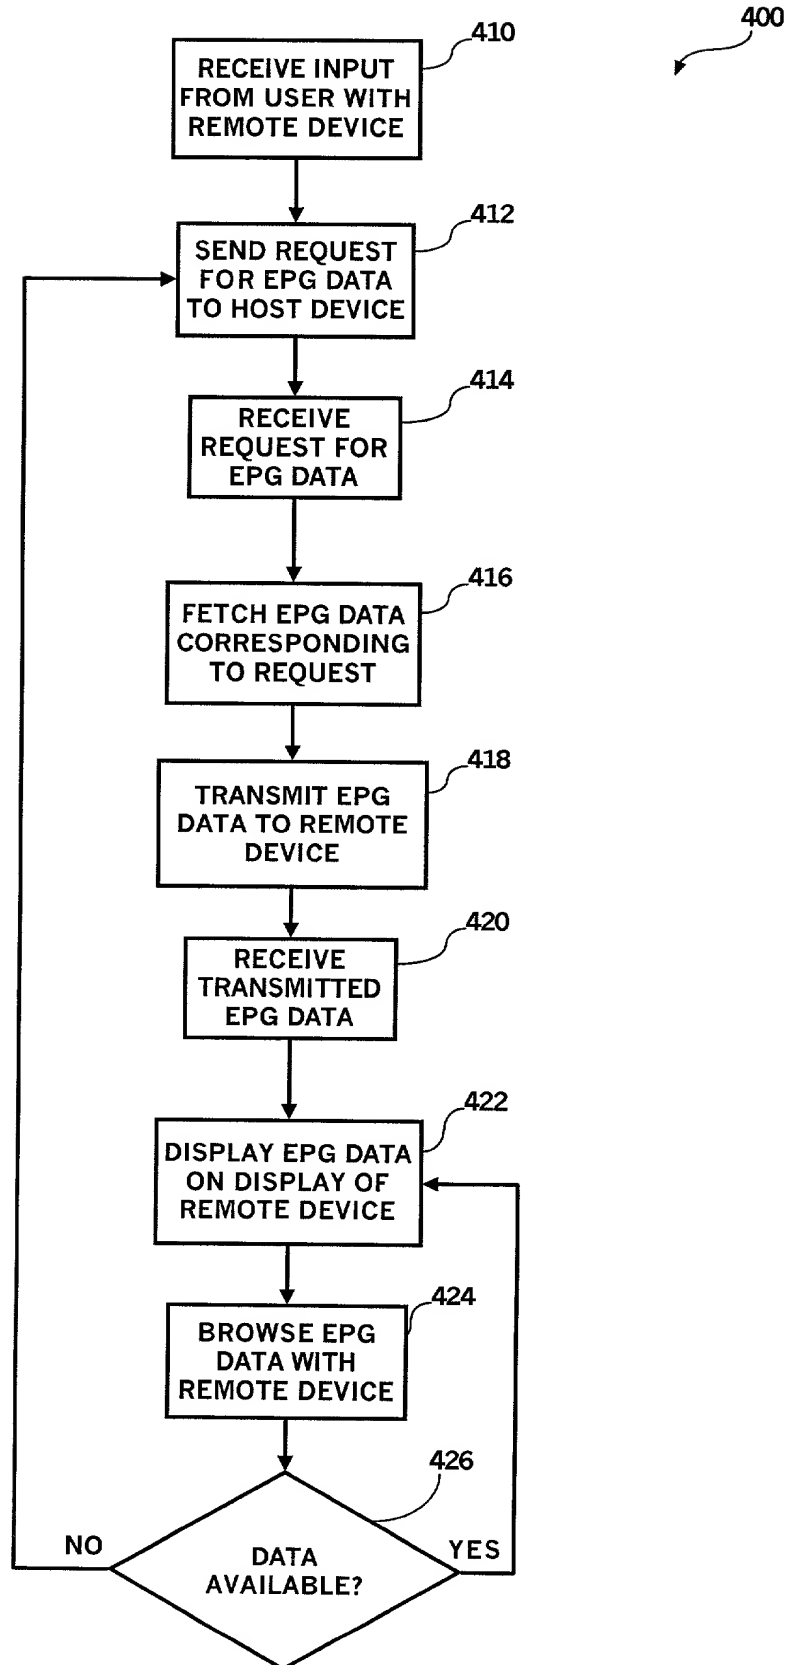 400
410
RECEIVE INPUT
FROM USER WITH
REMOTE DEVICE
412
SEND REQUEST
FOR EPG DATA
TO HOST DEVICE
414
RECEIVE
REQUEST FOR
EPG DATA
416
FETCH EPG DATA
CORRESPONDING
TO REQUEST
418
TRANSMIT EPG
DATA TO REMOTE
DEVICE
420
RECEIVE
TRANSMITTED
EPG DATA
422
DISPLAY EPG DATA
ON DISPLAY OF
REMOTE DEVICE
424
BROWSE EPG
DATA WITH
REMOTE DEVICE
426
NO
YES
DATA
AVAILABLE?